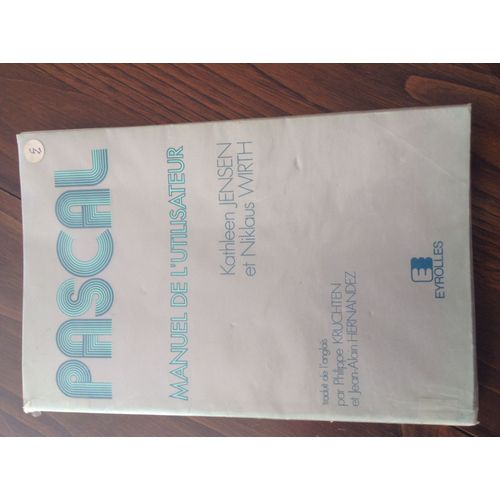 PASCAL
MANUEL DE L'UTILISATEUR
Kathleen JENSEN
et Niklaus WIRTH
traduit de l'anglais
par Philippe KRUCHTEN
et Jean-Alain HERNANDEZ
EYROLLES